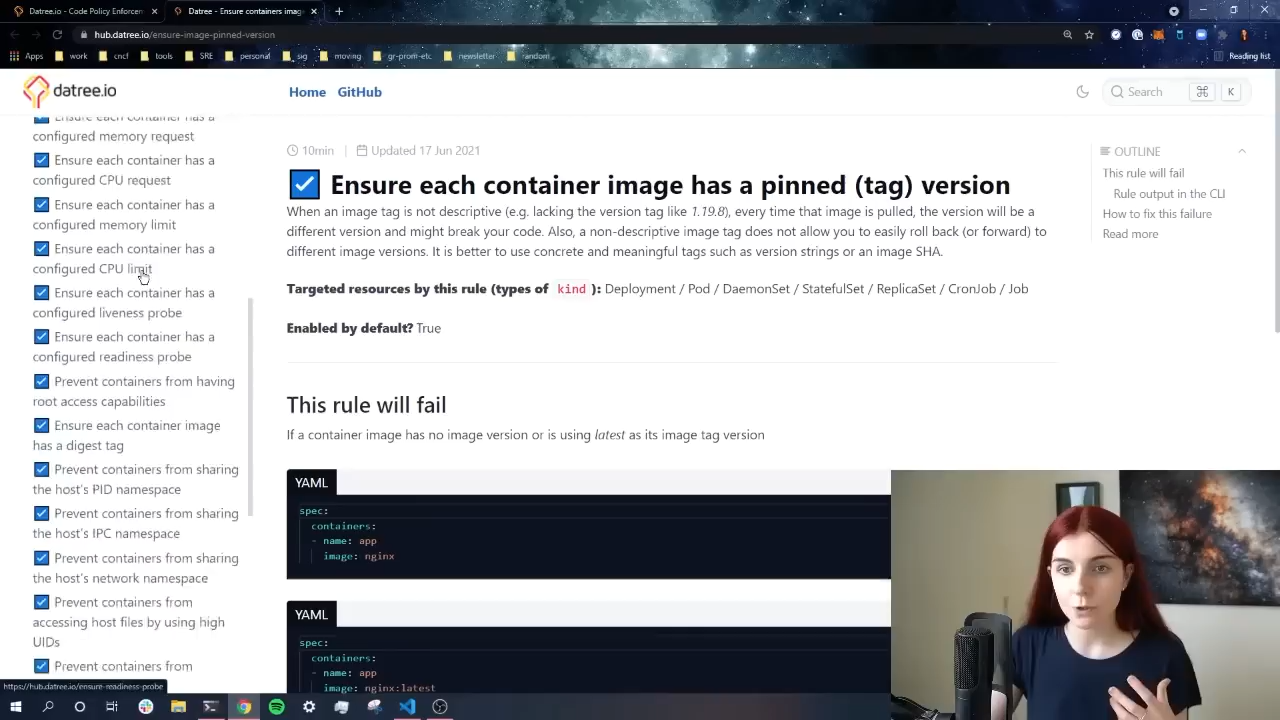 Datree.io - Code Policy Enforcem
Datree - Ensure container imag
hub.datree.io/ensure-image-pinned-version
Apps
work
cncf
tools
SRE
personal
sig
moving
gr-prom-etc
newsletter
random
Reading list
datree.io
Home
GitHub
Search
K
Ensure each container has a
configured memory request
Ensure each container has a
configured CPU request
Ensure each container has a
configured memory limit
Ensure each container has a
configured CPU limit
Ensure each container has a
configured liveness probe
Ensure each container has a
configured readiness probe
Prevent containers from having
root access capabilities
Ensure each container image
has a digest tag
Prevent containers from sharing
the host's PID namespace
Prevent containers from sharing
the host's IPC namespace
Prevent containers from sharing
the host's network namespace
Prevent containers from
accessing host files by using high
UIDs
Prevent containers from
https://hub.datree.io/ensure-readiness-probe
10min | Updated 17 Jun 2021
Ensure each container image has a pinned (tag) version
When an image tag is not descriptive (e.g. lacking the version tag like 1.19.8), every time that image is pulled, the version will be a
different version and might break your code. Also, a non-descriptive image tag does not allow you to easily roll back (or forward) to
different image versions. It is better to use concrete and meaningful tags such as version strings or an image SHA.
Targeted resources by this rule (types of kind ): Deployment / Pod / DaemonSet / StatefulSet / ReplicaSet / CronJob / Job
Enabled by default? True
This rule will fail
If a container image has no image version or is using latest as its image tag version
YAML
spec:
containers:
- name: app
image: nginx
YAML
spec:
containers:
- name: app
image: nginx:latest
OUTLINE
This rule will fail
Rule output in the CLI
How to fix this failure
Read more